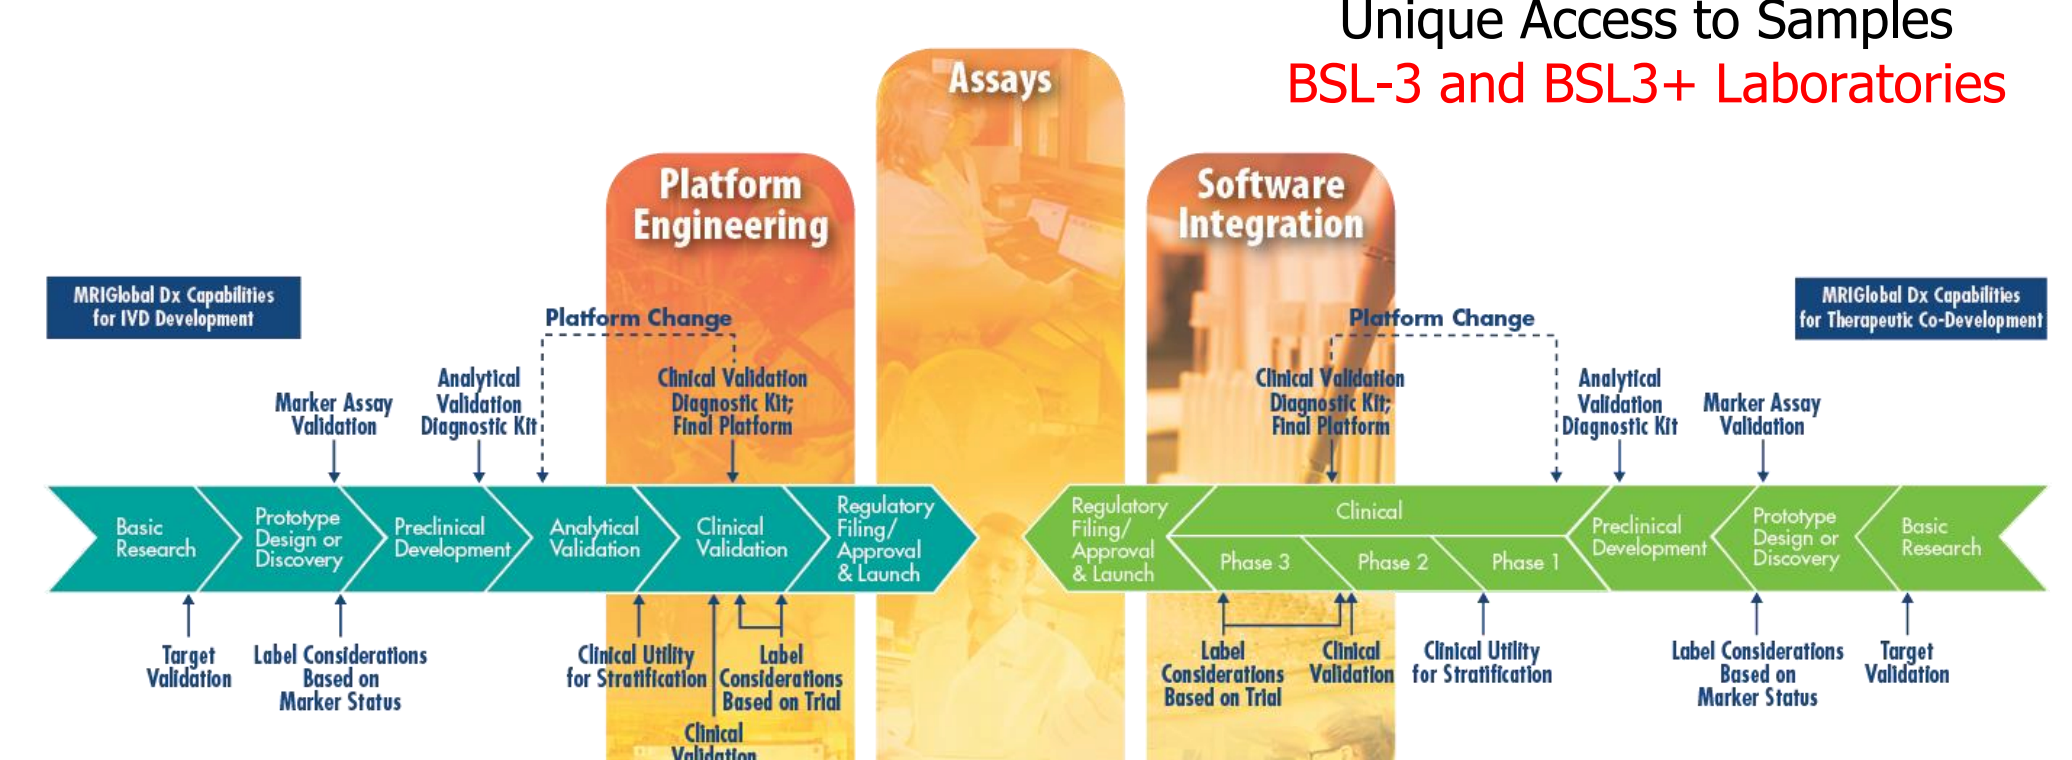 Unique Access to Samples
BSL-3 and BSL3+ Laboratories
Assays
Platform
Engineering
Software
Integration
MRIGlobal Dx Capabilities
for IVD Development
MRIGlobal Dx Capabilities
for Therapeutic Co-Development
Platform Change
Marker Assay
Validation
Analytical
Validation
Diagnostic Kit
Clinical Validation
Diagnostic Kit;
Final Platform
Platform Change
Clinical Validation
Diagnostic Kit;
Final Platform
Analytical
Validation
Diagnostic Kit
Marker Assay
Validation
Basic
Research
Prototype
Design or
Discovery
Preclinical
Development
Analytical
Validation
Clinical
Validation
Regulatory
Filing/
Approval
& Launch
Regulatory
Filing/
Approval
& Launch
Clinical
Phase 3
Phase 2
Phase 1
Preclinical
Development
Prototype
Design or
Discovery
Basic
Research
Target
Validation
Label Considerations
Based on
Marker Status
Clinical Utility
for Stratification
Label
Considerations
Based on Trial
Clinical
Validation
Label
Considerations
Based on Trial
Clinical
Validation
Clinical Utility
for Stratification
Label Considerations
Based on
Marker Status
Target
Validation